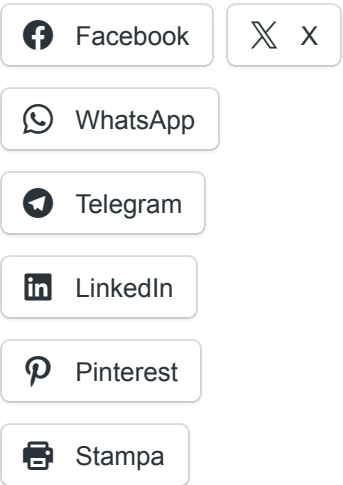 Facebook X
WhatsApp
Telegram
LinkedIn
Pinterest
Stampa